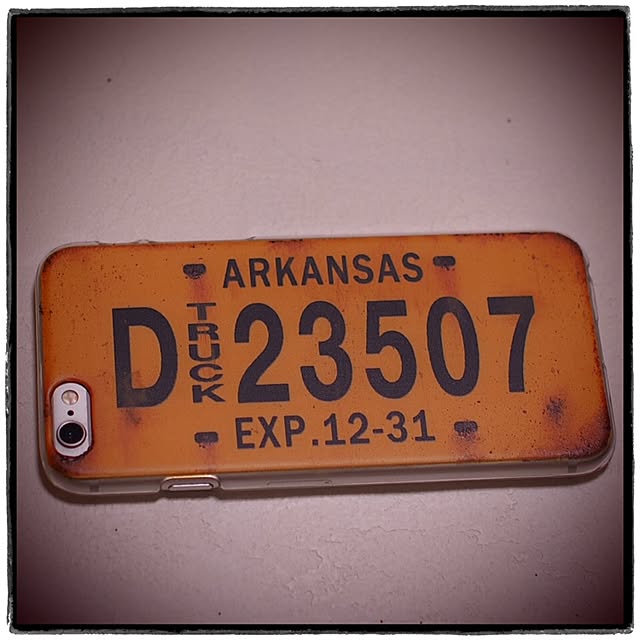 ARKANSAS
D TRUCK 23507
EXP.12-31